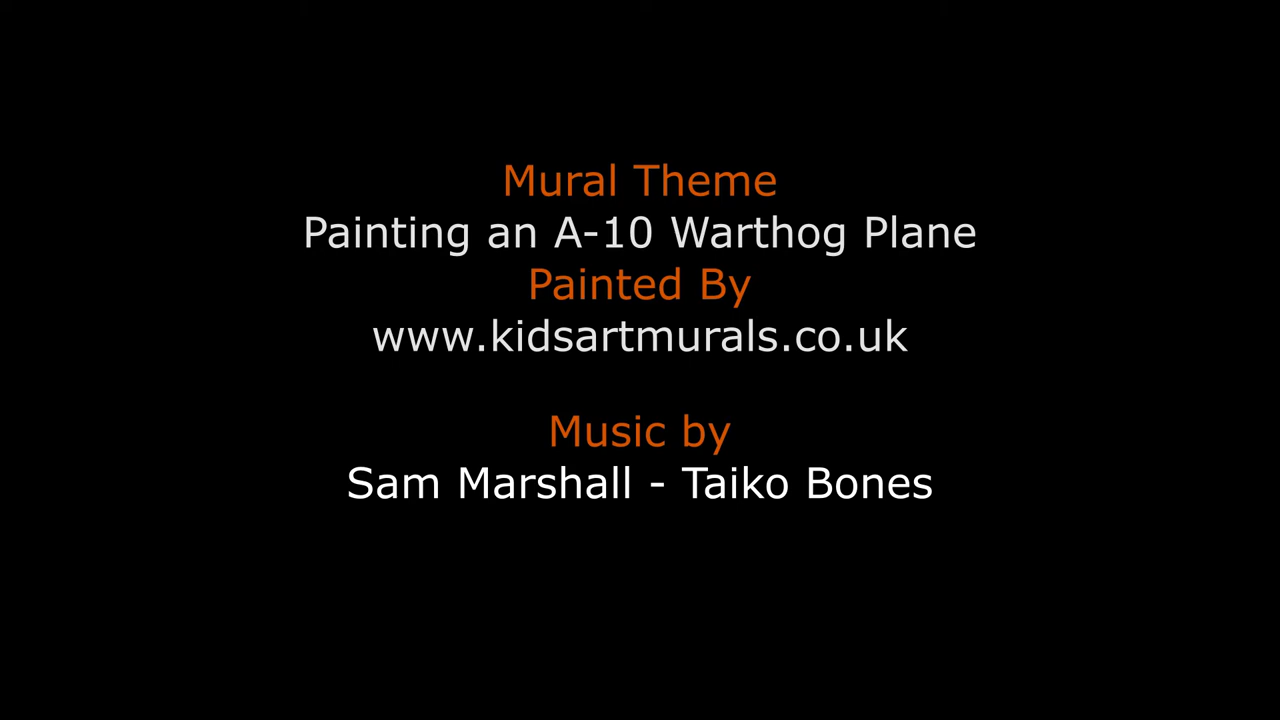 Mural Theme
Painting an A-10 Warthog Plane
Painted By
www.kidsartmurals.co.uk
Music by
Sam Marshall - Taiko Bones